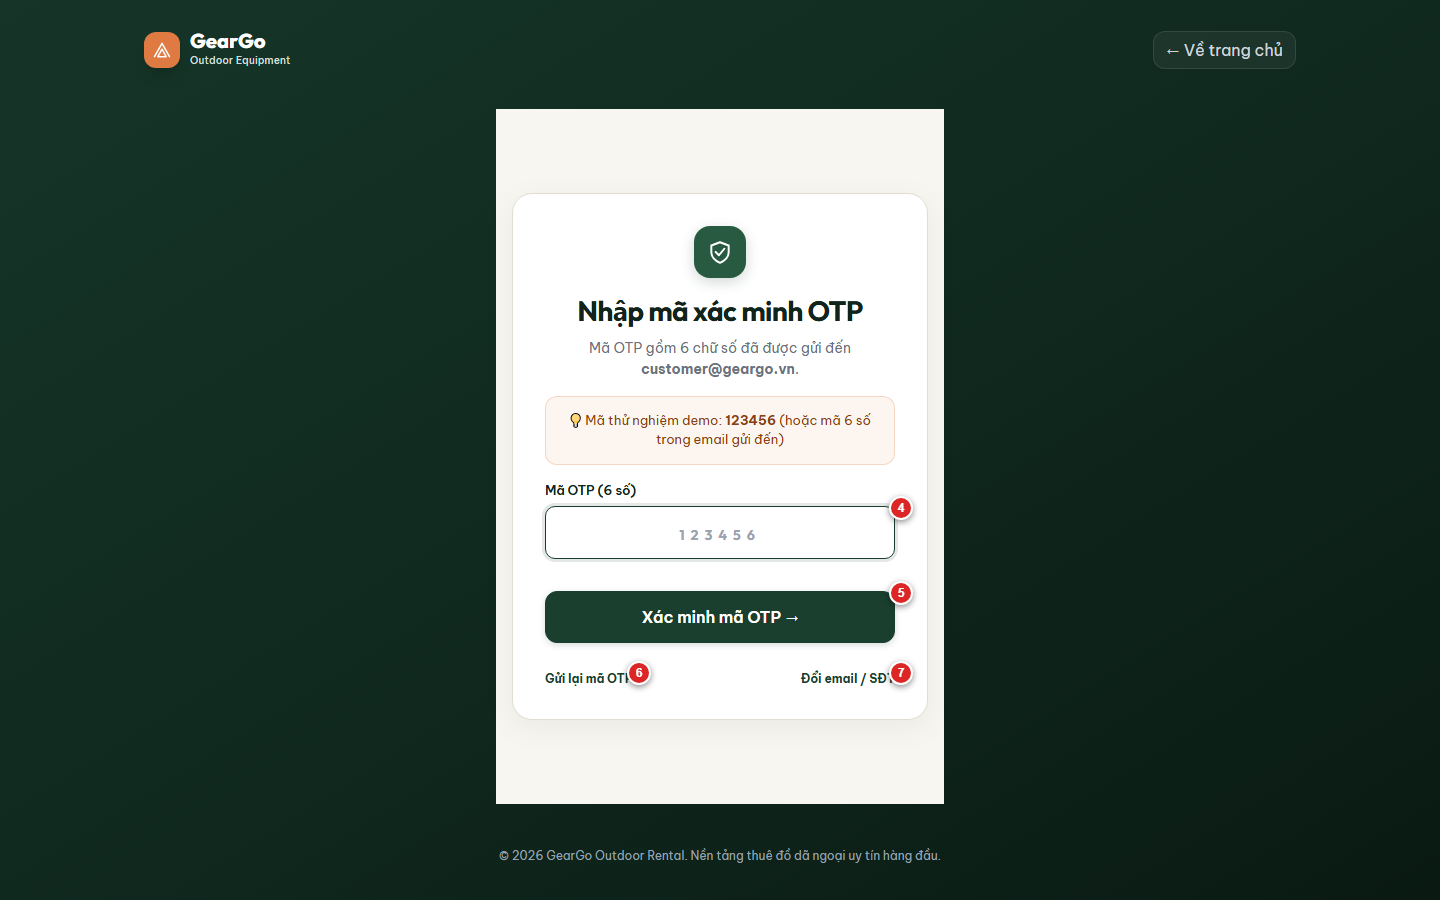 GearGo
Outdoor Equipment
← Về trang chủ
Nhập mã xác minh OTP
Mã OTP gồm 6 chữ số đã được gửi đến
customer@geargo.vn.
💡 Mã thử nghiệm demo: 123456 (hoặc mã 6 số
trong email gửi đến)
Mã OTP (6 số)
4
1 2 3 4 5 6
5
Xác minh mã OTP →
Gửi lại mã OTP
6
Đổi email / SĐT
7
© 2026 GearGo Outdoor Rental. Nền tảng thuê đồ dã ngoại uy tín hàng đầu.